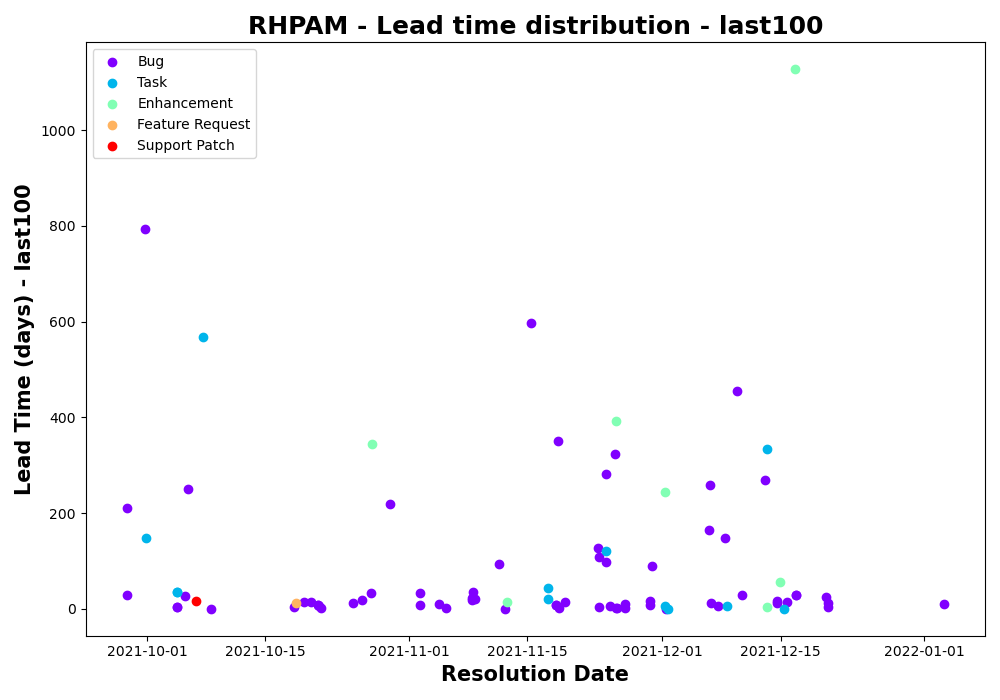 RHPAM - Lead time distribution - last100
Bug
Task
Enhancement
Feature Request
Support Patch
Lead Time (days) - last100
1000
800
600
400
200
0
2021-10-01
2021-10-15
2021-11-01
2021-11-15
2021-12-01
2021-12-15
2022-01-01
Resolution Date